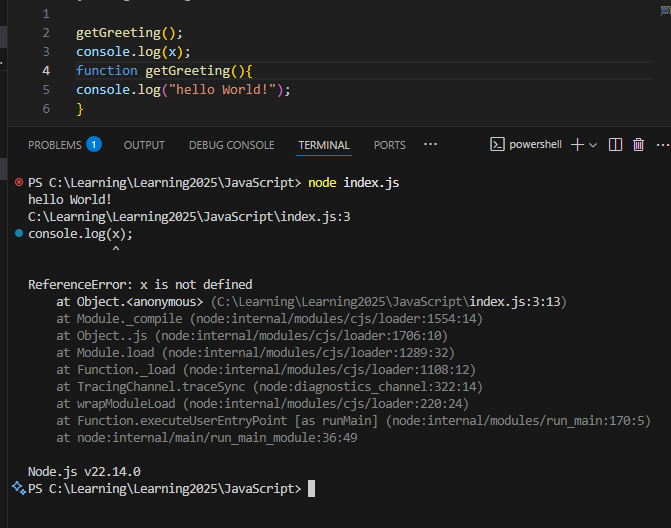 1
2 getGreeting();
3 console.log(x);
4 function getGreeting(){
5 console.log("hello World!");
6 }
PROBLEMS 1 OUTPUT DEBUG CONSOLE TERMINAL PORTS ··· powershell ···
PS C:\Learning\Learning2025\JavaScript> node index.js
hello World!
C:\Learning\Learning2025\JavaScript\index.js:3
console.log(x);
^
ReferenceError: x is not defined
at Object.<anonymous> (C:\Learning\Learning2025\JavaScript\index.js:3:13)
at Module._compile (node:internal/modules/cjs/loader:1554:14)
at Object..js (node:internal/modules/cjs/loader:1706:10)
at Module.load (node:internal/modules/cjs/loader:1289:32)
at Function._load (node:internal/modules/cjs/loader:1108:12)
at TracingChannel.traceSync (node:diagnostics_channel:322:14)
at wrapModuleLoad (node:internal/modules/cjs/loader:220:24)
at Function.executeUserEntryPoint [as runMain] (node:internal/modules/run_main:170:5)
at node:internal/main/run_main_module:36:49
Node.js v22.14.0
PS C:\Learning\Learning2025\JavaScript>